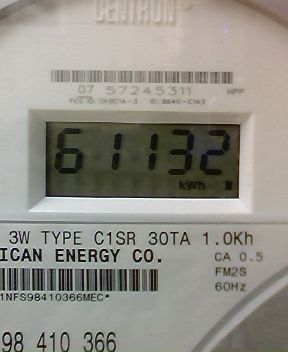 CENTRON
07 57245311 HPP
61132
kWh
3W TYPE C1SR 30TA 1.0Kh
ICAN ENERGY CO. CA 0.5
FM2S
1NFS98410366MEC* 60Hz
98 410 366